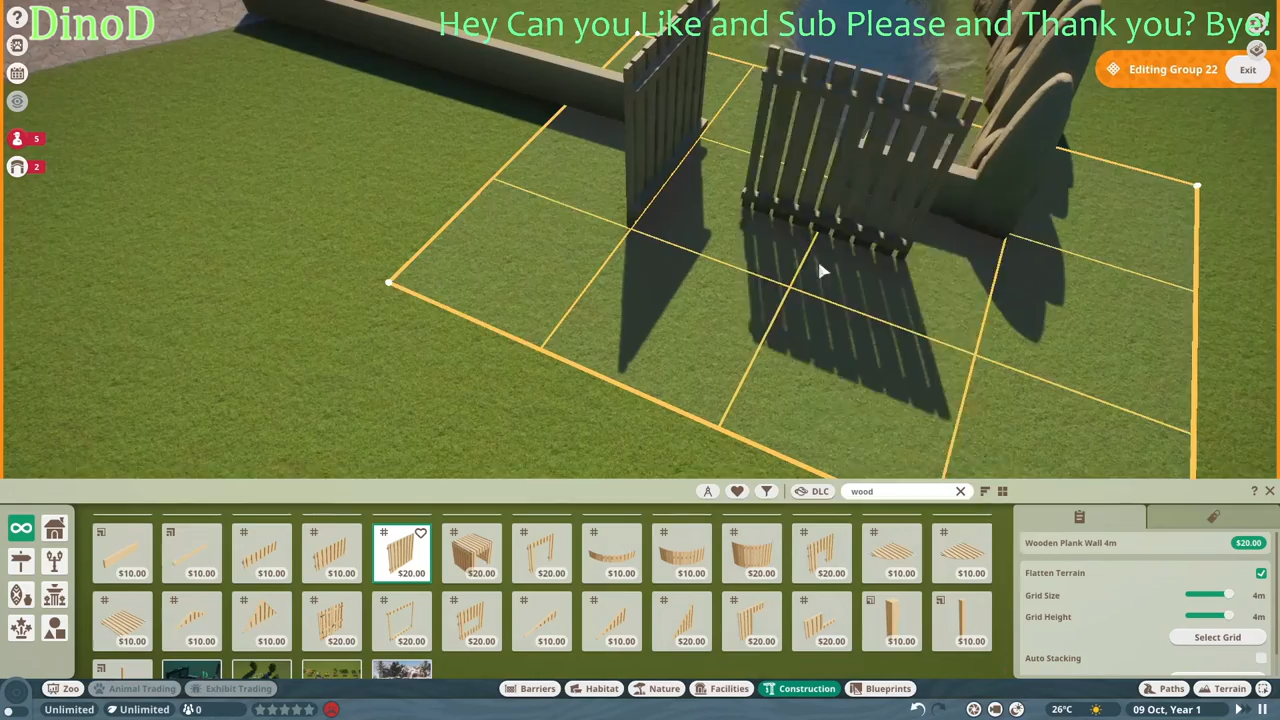 DinoD
Hey Can you Like and Sub Please and Thank you? Bye!
?
Editing Group 22
Exit
5
2
DLC
wood
?
$10.00 $10.00 $10.00 $10.00 $20.00 $20.00 $20.00 $10.00 $10.00 $20.00 $20.00 $10.00 $10.00
$10.00 $10.00 $10.00 $20.00 $20.00 $20.00 $10.00 $10.00 $20.00 $20.00 $20.00 $10.00 $10.00
Wooden Plank Wall 4m
$20.00
Flatten Terrain
Grid Size
4m
Grid Height
4m
Select Grid
Auto Stacking
Zoo
Animal Trading
Exhibit Trading
Barriers
Habitat
Nature
Facilities
Construction
Blueprints
Paths
Terrain
Unlimited
Unlimited
0
26°C
09 Oct, Year 1